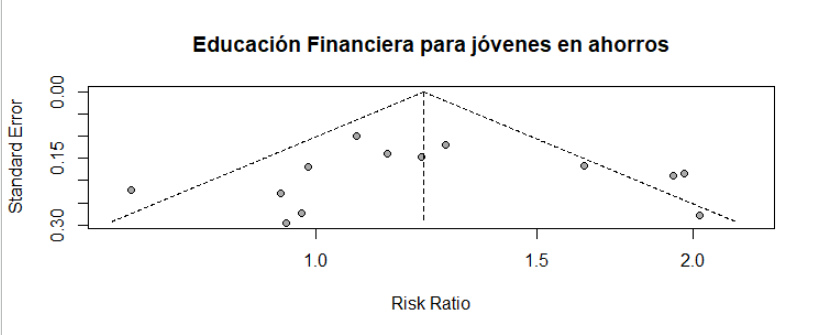 Educación Financiera para jóvenes en ahorros
Standard Error
0.00
0.15
0.30
1.0 1.5 2.0
Risk Ratio